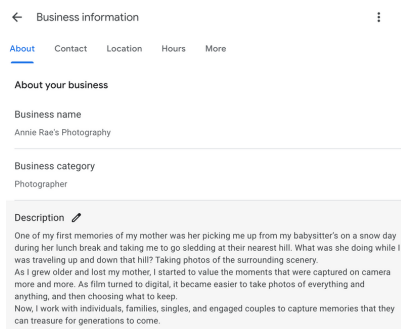 Business information
About Contact Location Hours More
About your business
Business name
Annie Rae's Photography
Business category
Photographer
Description
One of my first memories of my mother was her picking me up from my babysitter's on a snow day
during her lunch break and taking me to go sledding at their nearest hill. What was she doing while I
was traveling up and down that hill? Taking photos of the surrounding scenery.
As I grew older and lost my mother, I started to value the moments that were captured on camera
more and more. As film turned to digital, it became easier to take photos of everything and
anything, and then choosing what to keep.
Now, I work with individuals, families, singles, and engaged couples to capture memories that they
can treasure for generations to come.